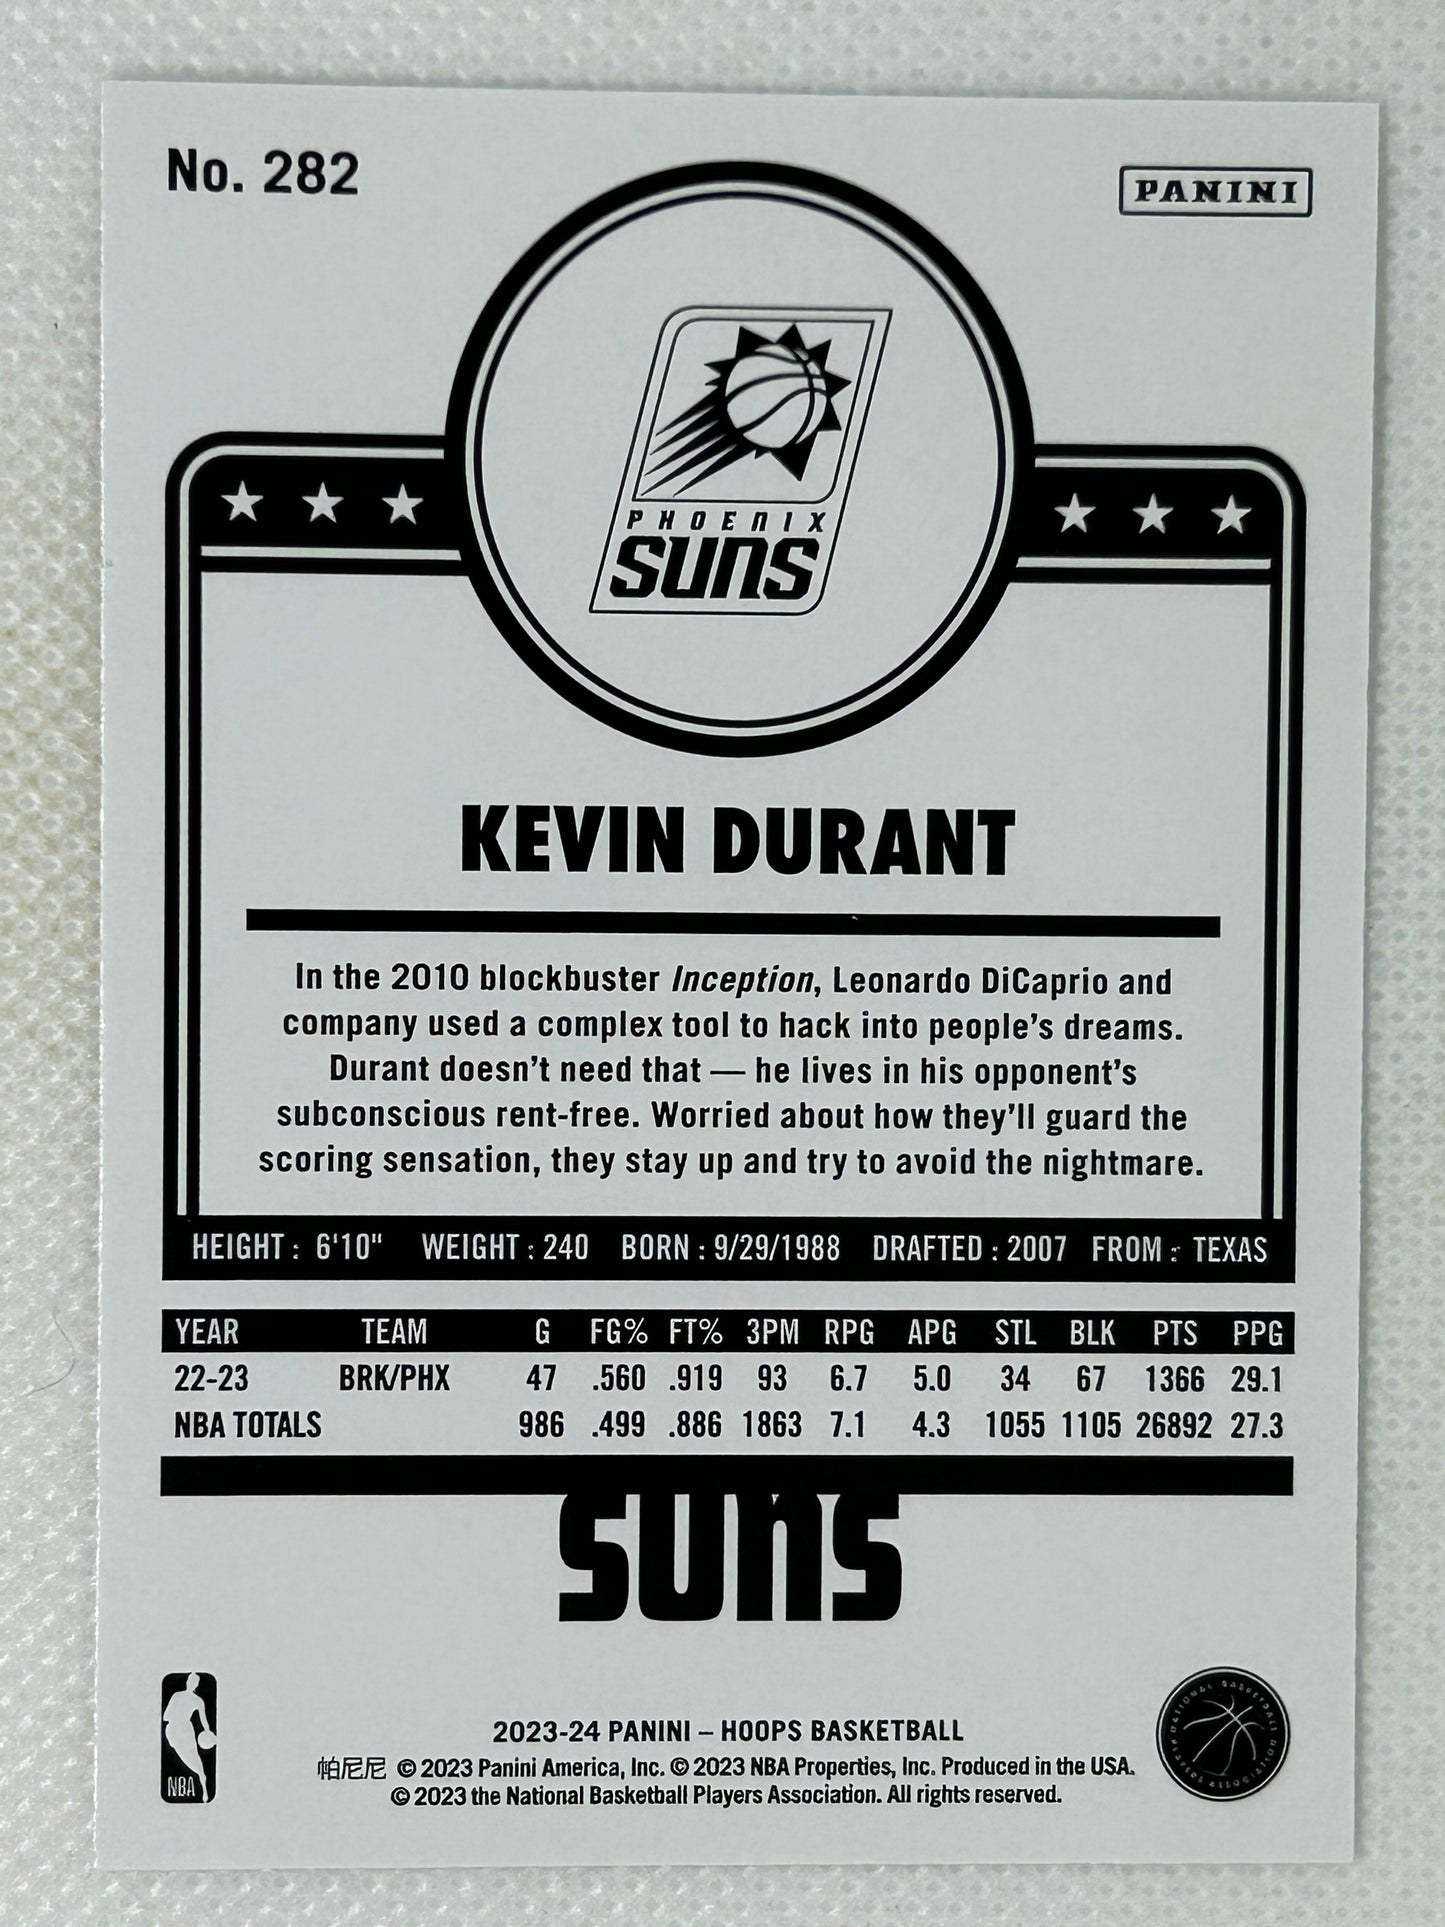 No. 282
PANINI
PHOENIX
SUNS
KEVIN DURANT
In the 2010 blockbuster Inception, Leonardo DiCaprio and
company used a complex tool to hack into people's dreams.
Durant doesn't need that — he lives in his opponent's
subconscious rent-free. Worried about how they'll guard the
scoring sensation, they stay up and try to avoid the nightmare.
HEIGHT : 6'10" WEIGHT : 240 BORN : 9/29/1988 DRAFTED : 2007 FROM : TEXAS
YEAR TEAM G FG% FT% 3PM RPG APG STL BLK PTS PPG
22-23 BRK/PHX 47 .560 .919 93 6.7 5.0 34 67 1366 29.1
NBA TOTALS 986 .499 .886 1863 7.1 4.3 1055 1105 26892 27.3
SUNS
NBA
2023-24 PANINI – HOOPS BASKETBALL
帕尼尼 © 2023 Panini America, Inc. © 2023 NBA Properties, Inc. Produced in the USA.
© 2023 the National Basketball Players Association. All rights reserved.
NATIONAL BASKETBALL PLAYERS ASSOCIATION